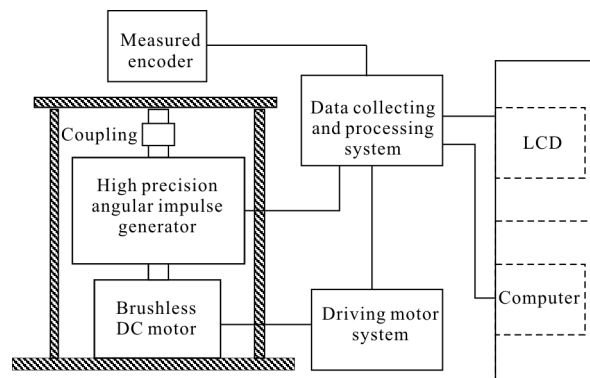 Measured
encoder
Coupling
Data collecting
and processing
system
LCD
High precision
angular impulse
generator
Brushless
DC motor
Driving motor
system
Computer